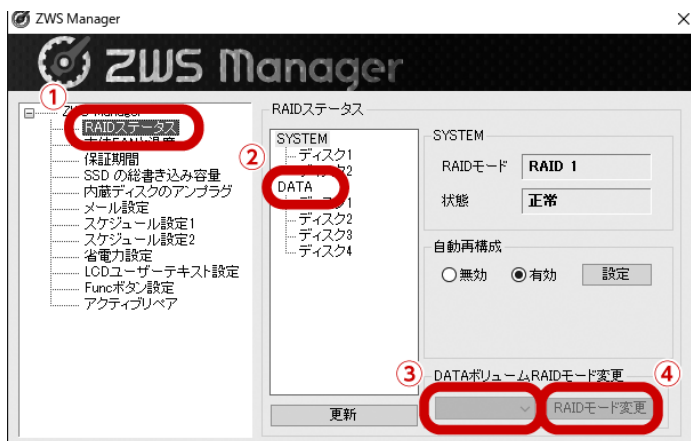 ZWS Manager
ZWS Manager
①
RAIDステータス
保証期間
SSD の総書き込み容量
内蔵ディスクのアンプラグ
メール設定
スケジュール設定1
スケジュール設定2
省電力設定
LCDユーザーテキスト設定
Funcボタン設定
アクティブリペア
RAIDステータス
②
SYSTEM
ディスク1
DATA
ディスク2
ディスク3
ディスク4
更新
SYSTEM
RAIDモード RAID 1
状態 正常
自動再構成
無効 有効 設定
③ DATAボリュームRAIDモード変更 ④
RAIDモード変更